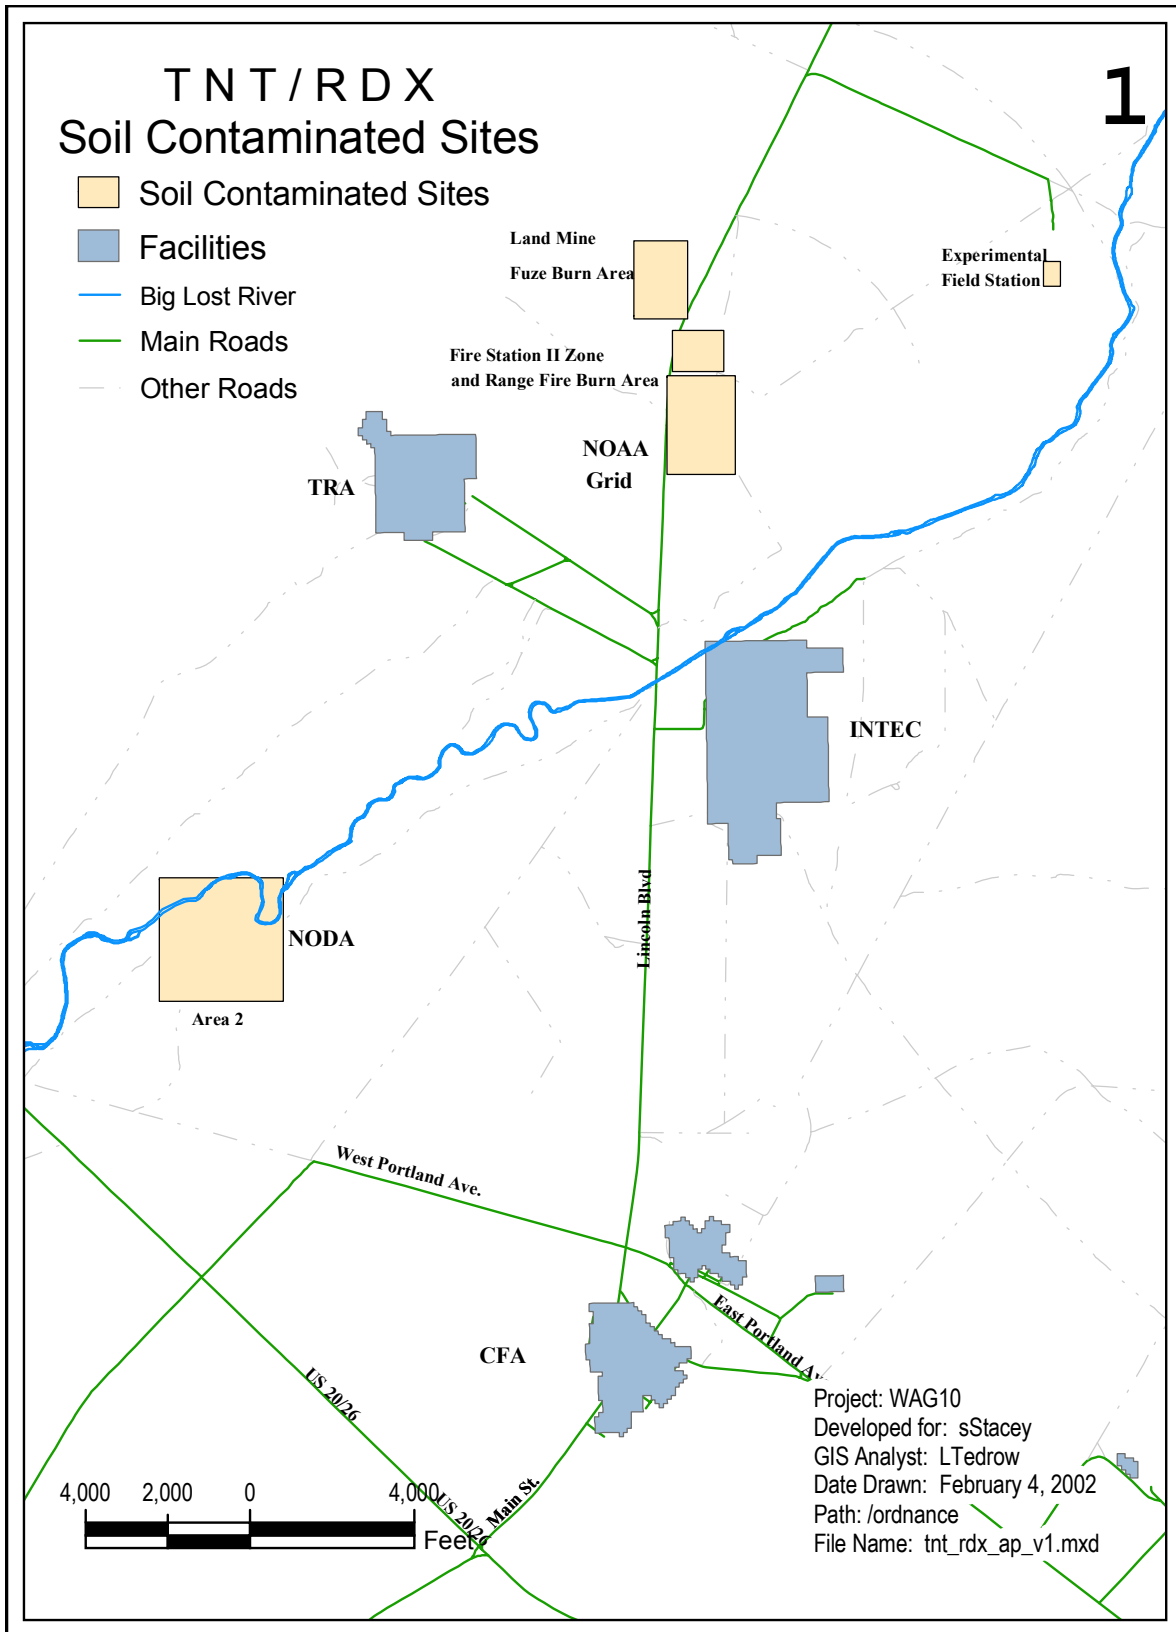 TNT/RDX
1
Soil Contaminated Sites
Soil Contaminated Sites
Facilities
Big Lost River
Main Roads
Other Roads
Land Mine
Fuze Burn Area
Experimental
Field Station
Fire Station II Zone
and Range Fire Burn Area
NOAA
Grid
TRA
INTEC
Lincoln Blvd
NODA
Area 2
West Portland Ave.
East Portland Av
CFA
US 20/26
US 20/26
Main St.
4,000 2,000 0 4,000
Feet
Project: WAG10
Developed for: sStacey
GIS Analyst: LTedrow
Date Drawn: February 4, 2002
Path: /ordnance
File Name: tnt_rdx_ap_v1.mxd